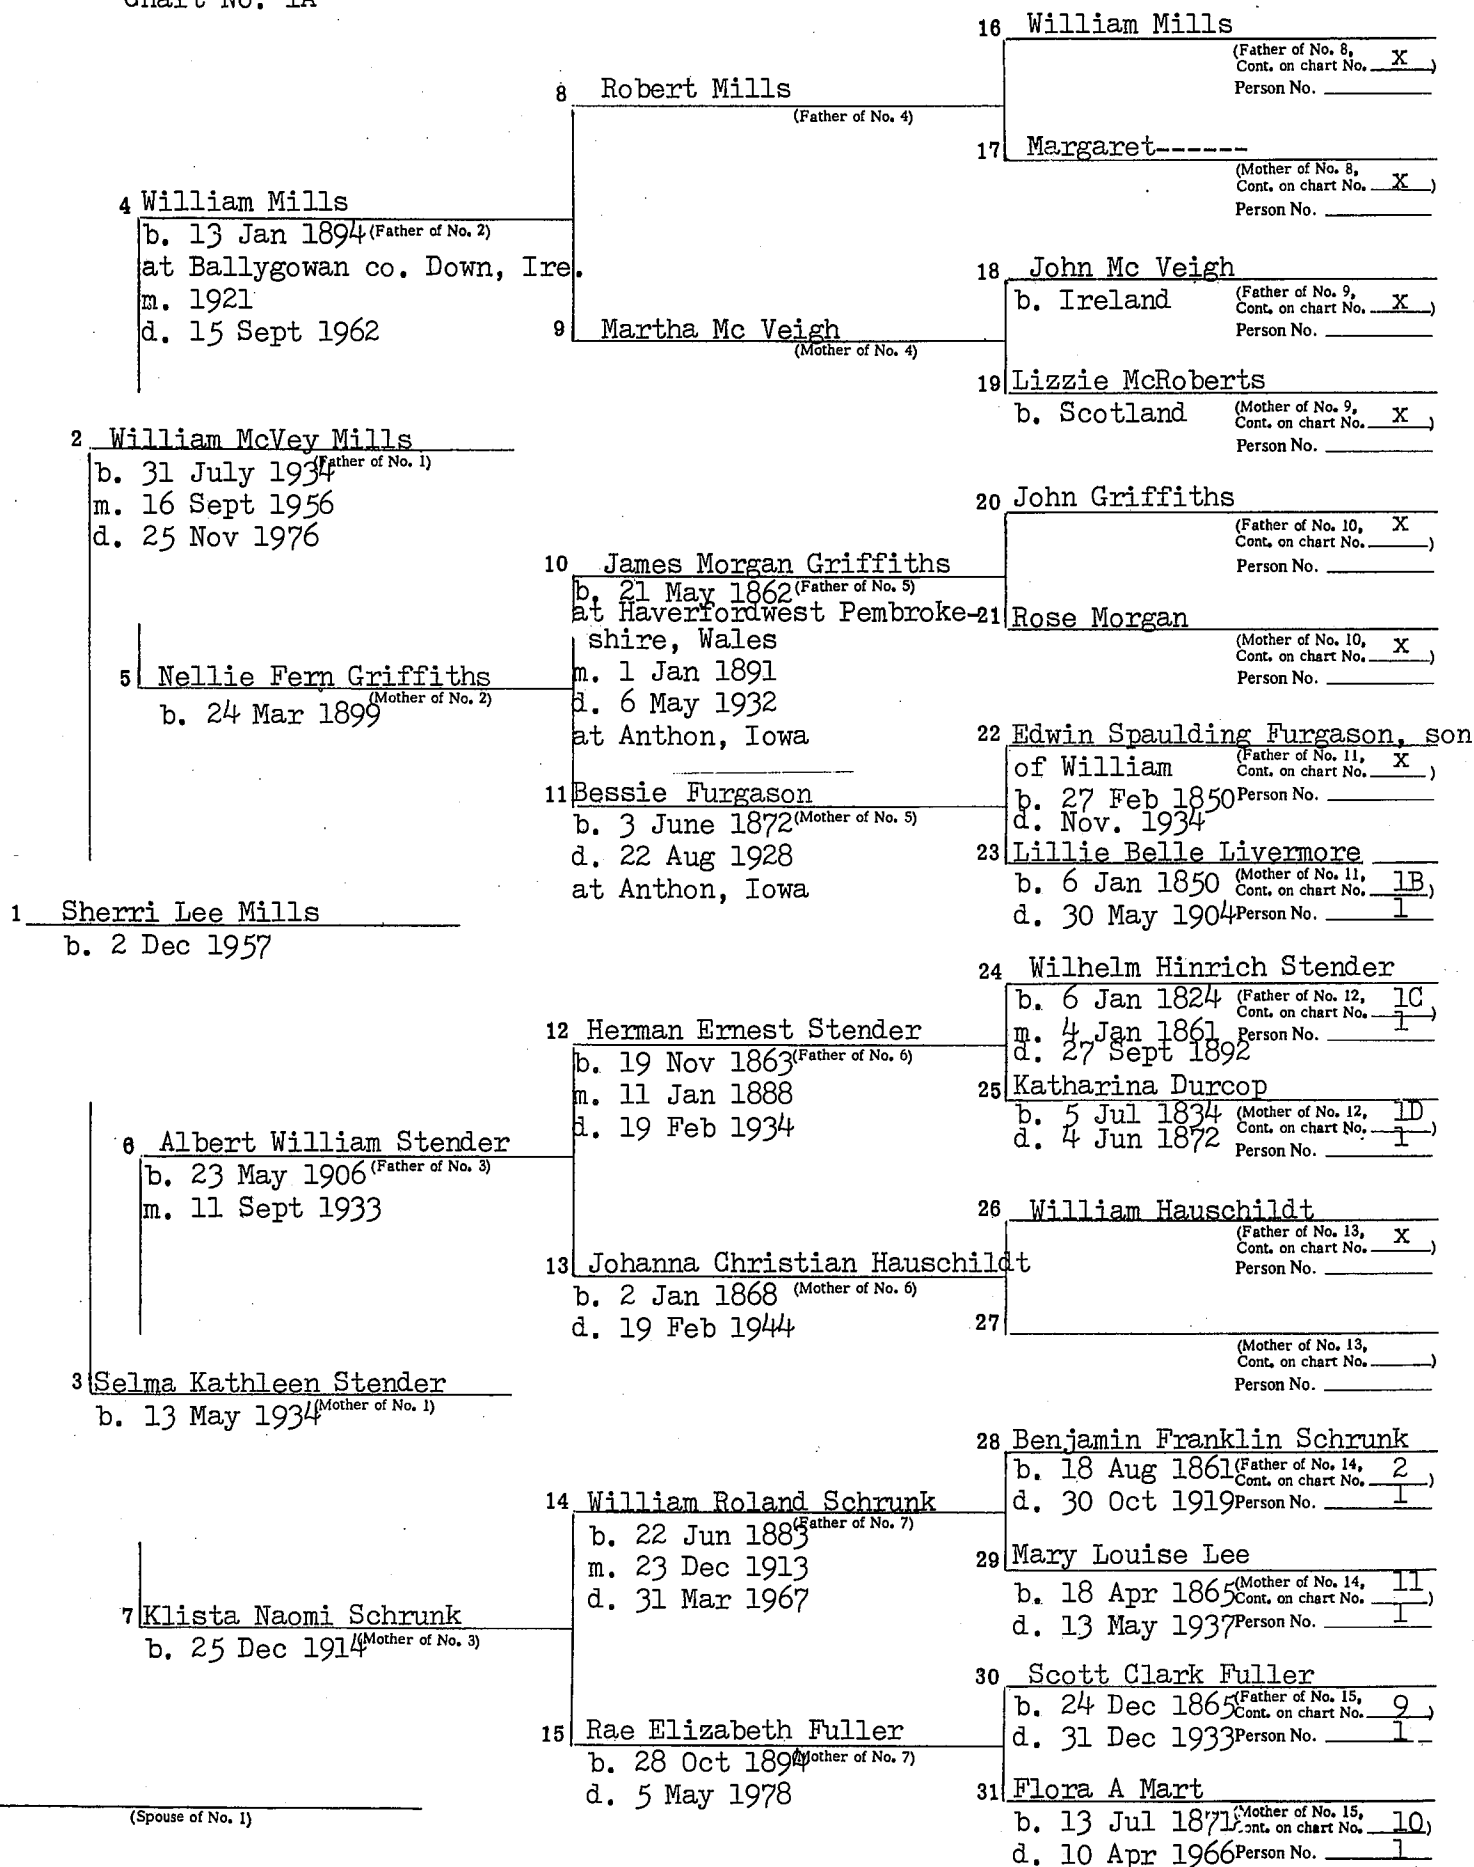 Chart No. 1A
16 William Mills
(Father of No. 8,
Cont. on chart No. X )
Person No.
8 Robert Mills
(Father of No. 4)
17 Margaret------
(Mother of No. 8,
Cont. on chart No. X )
Person No.
4 William Mills
b. 13 Jan 1894 (Father of No. 2)
at Ballygowan co. Down, Ire.
m. 1921
d. 15 Sept 1962
18 John Mc Veigh
b. Ireland (Father of No. 9,
Cont. on chart No. X )
Person No.
9 Martha Mc Veigh
(Mother of No. 4)
19 Lizzie McRoberts
b. Scotland (Mother of No. 9,
Cont. on chart No. X )
Person No.
2 William McVey Mills
b. 31 July 1934 (Father of No. 1)
m. 16 Sept 1956
d. 25 Nov 1976
20 John Griffiths
(Father of No. 10, X
Cont. on chart No. )
Person No.
10 James Morgan Griffiths
b. 21 May 1862 (Father of No. 5)
at Haverfordwest Pembroke-
shire, Wales
m. 1 Jan 1891
d. 6 May 1932
at Anthon, Iowa
21 Rose Morgan
(Mother of No. 10, X
Cont. on chart No. )
Person No.
5 Nellie Fern Griffiths
(Mother of No. 2)
b. 24 Mar 1899
22 Edwin Spaulding Furgason, son
of William (Father of No. 11, X
Cont. on chart No. )
b. 27 Feb 1850 Person No.
d. Nov. 1934
11 Bessie Furgason
b. 3 June 1872 (Mother of No. 5)
d. 22 Aug 1928
at Anthon, Iowa
23 Lillie Belle Livermore
b. 6 Jan 1850 (Mother of No. 11,
Cont. on chart No. 1B )
d. 30 May 1904 Person No. 1
1 Sherri Lee Mills
b. 2 Dec 1957
24 Wilhelm Hinrich Stender
b. 6 Jan 1824 (Father of No. 12, 1C
Cont. on chart No. )
m. 4 Jan 1861 Person No. 1
d. 27 Sept 1892
12 Herman Ernest Stender
b. 19 Nov 1863 (Father of No. 6)
m. 11 Jan 1888
d. 19 Feb 1934
25 Katharina Durcop
b. 5 Jul 1834 (Mother of No. 12, 1D
Cont. on chart No. )
d. 4 Jun 1872 Person No. 1
6 Albert William Stender
b. 23 May 1906 (Father of No. 3)
m. 11 Sept 1933
26 William Hauschildt
(Father of No. 13, X
Cont. on chart No. )
Person No.
13 Johanna Christian Hauschildt
b. 2 Jan 1868 (Mother of No. 6)
d. 19 Feb 1944
27
(Mother of No. 13,
Cont. on chart No. )
Person No.
3 Selma Kathleen Stender
b. 13 May 1934 (Mother of No. 1)
28 Benjamin Franklin Schrunk
b. 18 Aug 1861 (Father of No. 14, 2
Cont. on chart No. )
d. 30 Oct 1919 Person No. 1
14 William Roland Schrunk
(Father of No. 7)
b. 22 Jun 1883
m. 23 Dec 1913
d. 31 Mar 1967
29 Mary Louise Lee
b. 18 Apr 1865 (Mother of No. 14, 11
Cont. on chart No. )
d. 13 May 1937 Person No. 1
7 Klista Naomi Schrunk
b. 25 Dec 1914 (Mother of No. 3)
30 Scott Clark Fuller
b. 24 Dec 1865 (Father of No. 15,
Cont. on chart No. 9 )
d. 31 Dec 1933 Person No. 1
15 Rae Elizabeth Fuller
b. 28 Oct 1894 (Mother of No. 7)
d. 5 May 1978
31 Flora A Mart
b. 13 Jul 1871 (Mother of No. 15,
Cont. on chart No. 10 )
d. 10 Apr 1966 Person No. 1
(Spouse of No. 1)